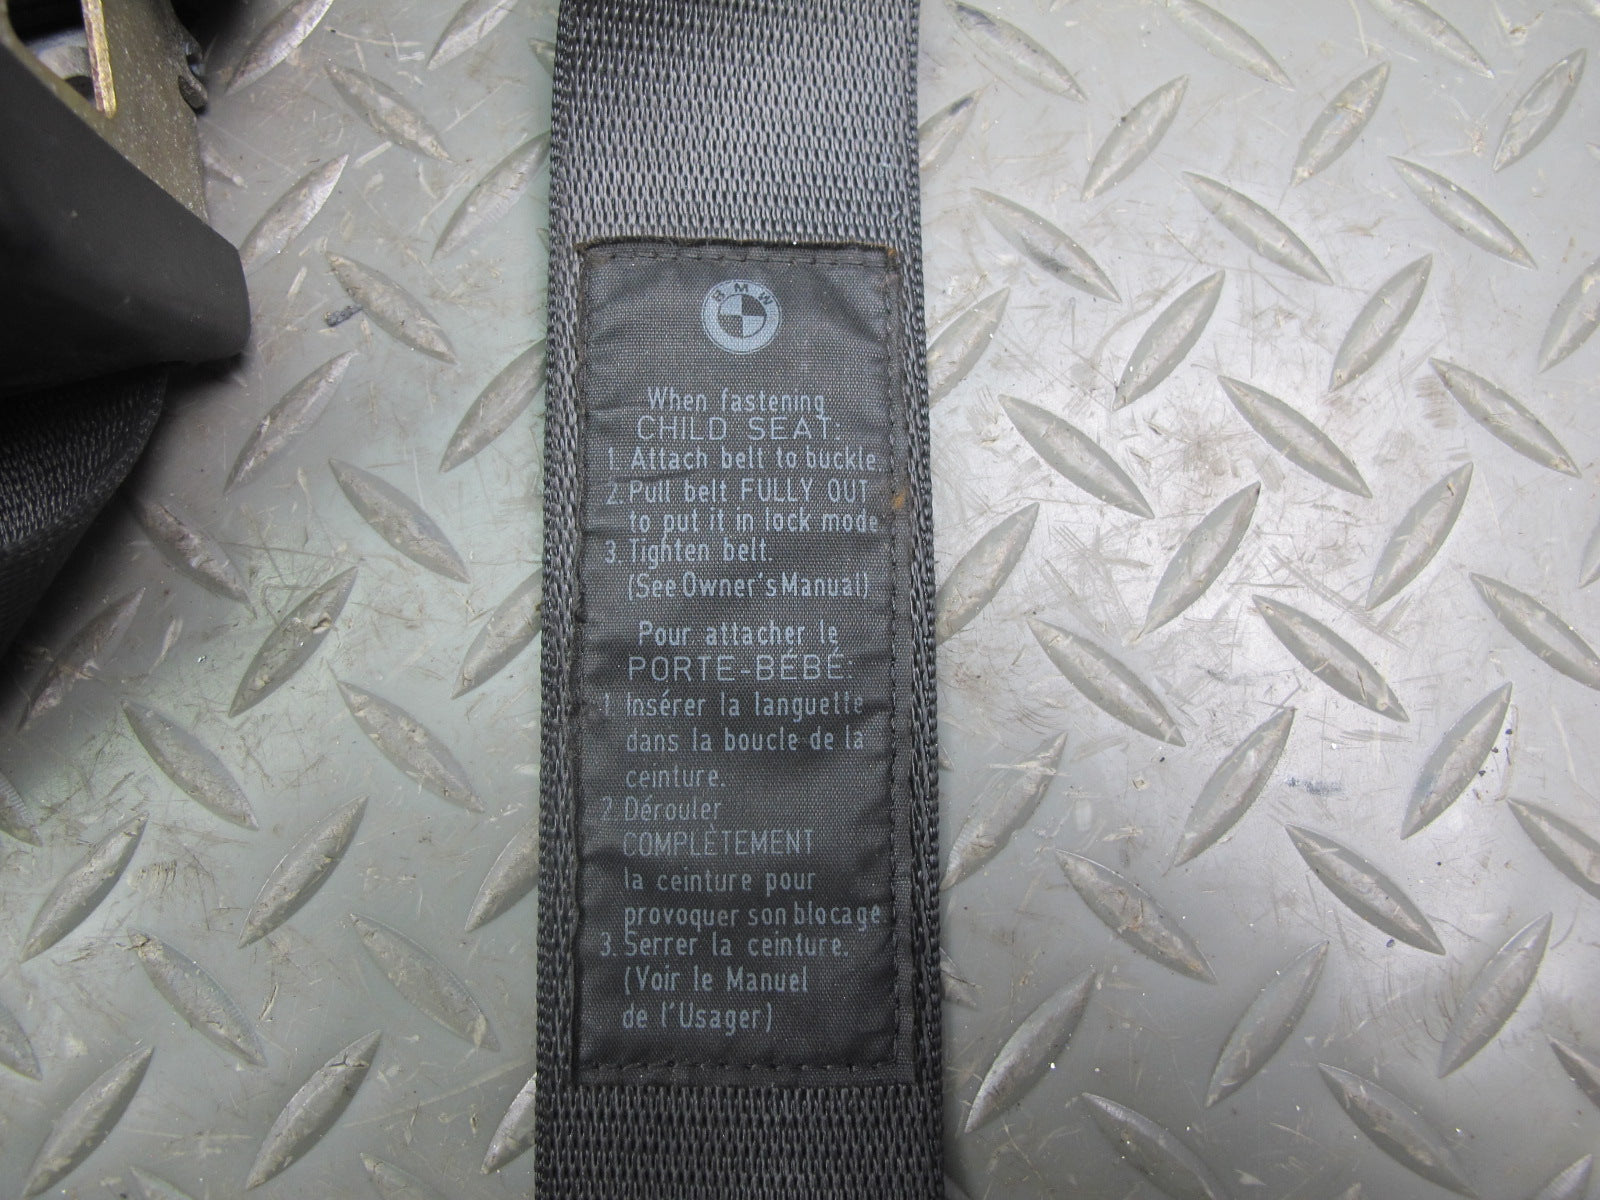 BMW
When fastening
CHILD SEAT:
1. Attach belt to buckle.
2. Pull belt FULLY OUT
to put it in lock mode
3. Tighten belt.
(See Owner's Manual)
Pour attacher le
PORTE-BÉBÉ:
1 Insérer la languette
dans la boucle de la
ceinture.
2 Dérouler
COMPLÈTEMENT
la ceinture pour
provoquer son blocage
3. Serrer la ceinture.
(Voir le Manuel
de l'Usager)